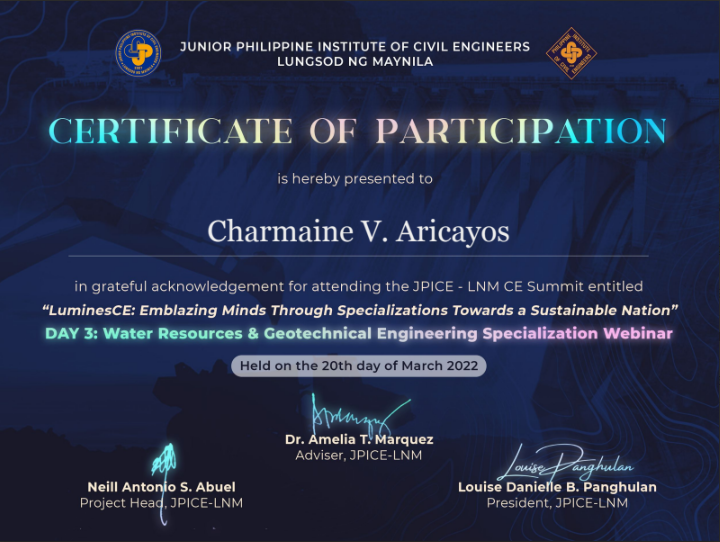 JUNIOR PHILIPPINE INSTITUTE OF CIVIL ENGINEERS
LUNGSOD NG MAYNILA
CERTIFICATE OF PARTICIPATION
is hereby presented to
Charmaine V. Aricayos
in grateful acknowledgement for attending the JPICE - LNM CE Summit entitled
“LuminesCE: Emblazing Minds Through Specializations Towards a Sustainable Nation”
DAY 3: Water Resources & Geotechnical Engineering Specialization Webinar
Held on the 20th day of March 2022
Dr. Amelia T. Marquez
Adviser, JPICE-LNM
Neill Antonio S. Abuel
Project Head, JPICE-LNM
Louise Panghulan
Louise Danielle B. Panghulan
President, JPICE-LNM